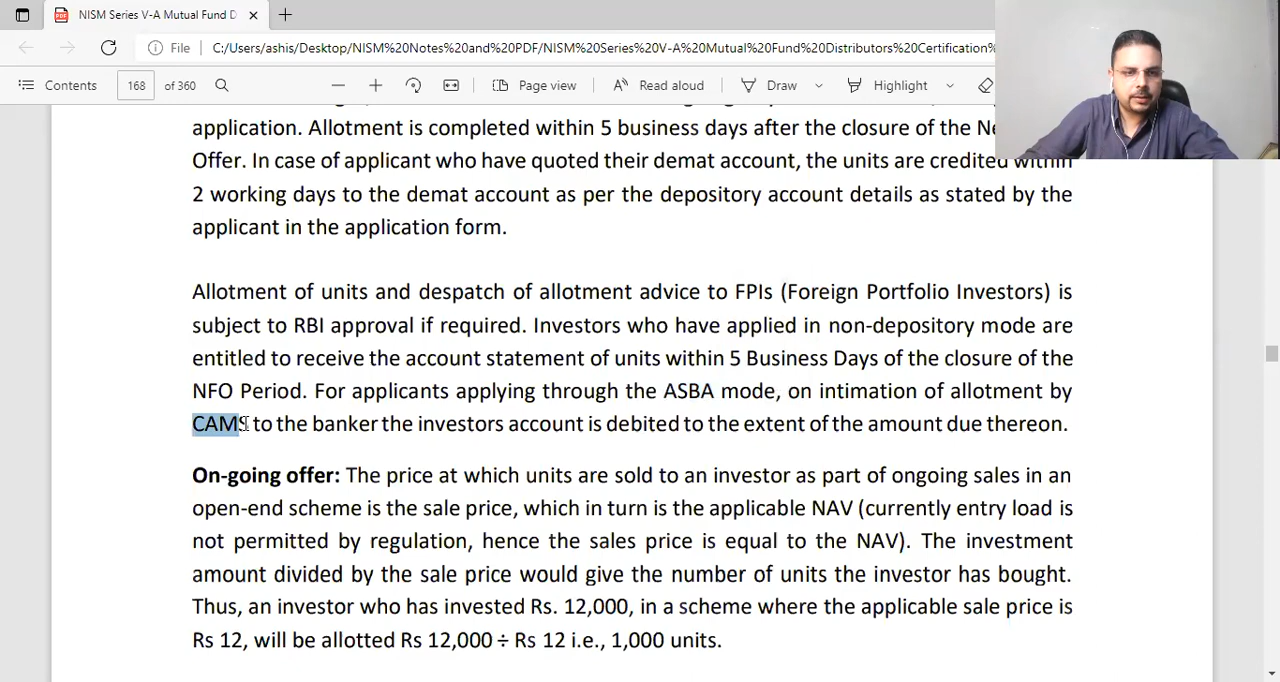 NISM Series V-A Mutual Fund D
File
C:/Users/ashis/Desktop/NISM%20Notes%20and%20PDF/NISM%20Series%20V-A%20Mutual%20Fund%20Distributors%20Certification%
Contents 168 of 360 Page view Read aloud Draw Highlight
application. Allotment is completed within 5 business days after the closure of the Ne
Offer. In case of applicant who have quoted their demat account, the units are credited within
2 working days to the demat account as per the depository account details as stated by the
applicant in the application form.
Allotment of units and despatch of allotment advice to FPIs (Foreign Portfolio Investors) is
subject to RBI approval if required. Investors who have applied in non-depository mode are
entitled to receive the account statement of units within 5 Business Days of the closure of the
NFO Period. For applicants applying through the ASBA mode, on intimation of allotment by
CAMS to the banker the investors account is debited to the extent of the amount due thereon.
On-going offer: The price at which units are sold to an investor as part of ongoing sales in an
open-end scheme is the sale price, which in turn is the applicable NAV (currently entry load is
not permitted by regulation, hence the sales price is equal to the NAV). The investment
amount divided by the sale price would give the number of units the investor has bought.
Thus, an investor who has invested Rs. 12,000, in a scheme where the applicable sale price is
Rs 12, will be allotted Rs 12,000 ÷ Rs 12 i.e., 1,000 units.